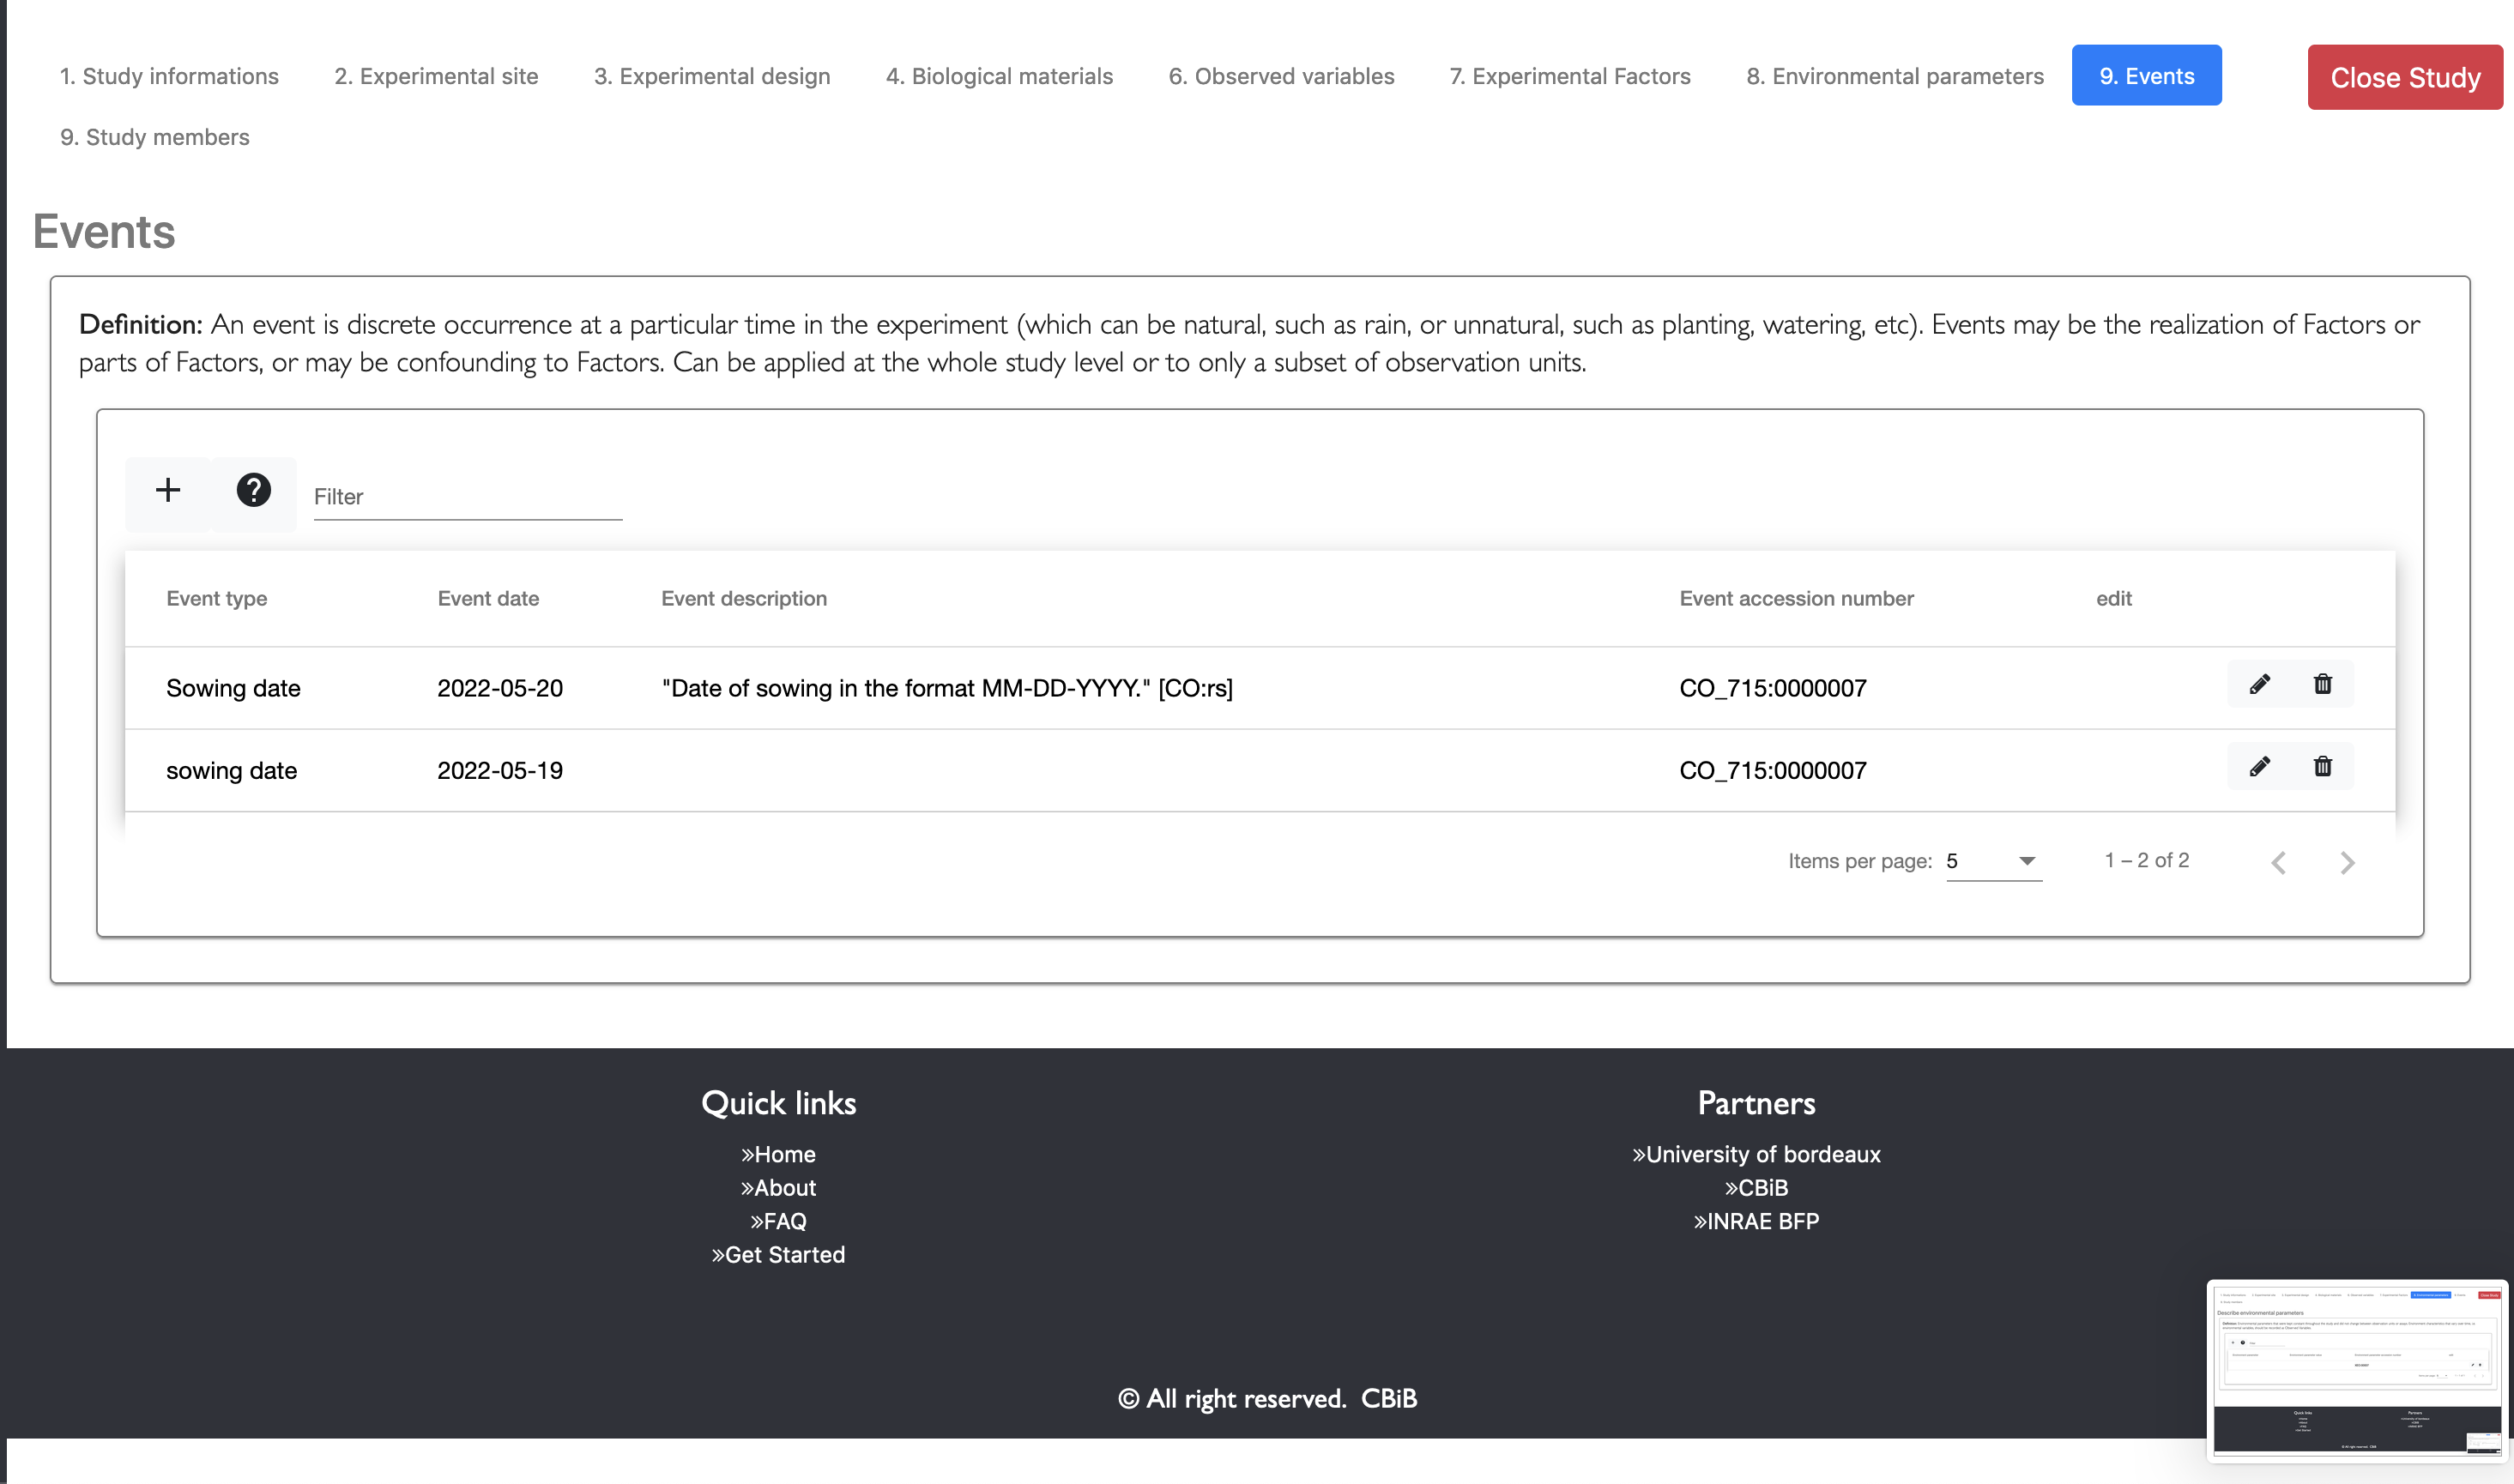 1. Study informations 2. Experimental site 3. Experimental design 4. Biological materials 6. Observed variables 7. Experimental Factors 8. Environmental parameters 9. Events Close Study
9. Study members
Events
Definition: An event is discrete occurrence at a particular time in the experiment (which can be natural, such as rain, or unnatural, such as planting, watering, etc). Events may be the realization of Factors or
parts of Factors, or may be confounding to Factors. Can be applied at the whole study level or to only a subset of observation units.
+ ? Filter
Event type Event date Event description Event accession number edit
Sowing date 2022-05-20 "Date of sowing in the format MM-DD-YYYY." [CO:rs] CO_715:0000007
sowing date 2022-05-19 CO_715:0000007
Items per page: 5 1 – 2 of 2
Quick links Partners
»Home »University of bordeaux
»About »CBiB
»FAQ »INRAE BFP
»Get Started
© All right reserved. CBiB
Describe environmental parameters